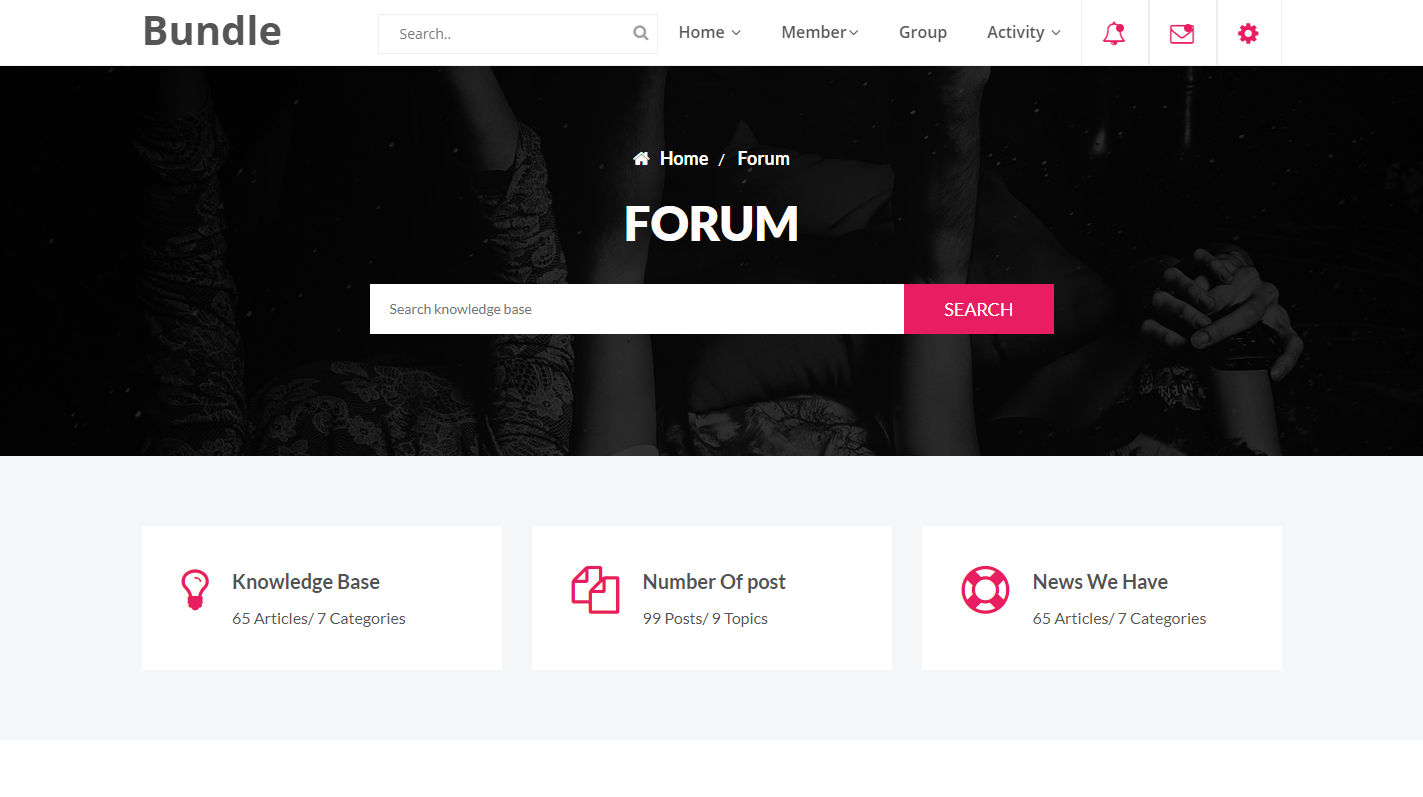 Bundle
Search..
Home
Member
Group
Activity
Home / Forum
FORUM
Search knowledge base
SEARCH
Knowledge Base
65 Articles/ 7 Categories
Number Of post
99 Posts/ 9 Topics
News We Have
65 Articles/ 7 Categories